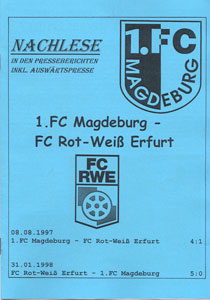 NACHLESE
IN DEN PRESSEBERICHTEN
INKL. AUSWÄRTSPRESSE
1.FC
MAGDEBURG
1.FC Magdeburg -
FC Rot-Weiß Erfurt
FC
RWE
08.08.1997
1.FC Magdeburg - FC Rot-Weiß Erfurt 4:1
31.01.1998
FC Rot-Weiß Erfurt - 1.FC Magdeburg 5:0